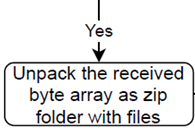 Yes
Unpack the received
byte array as zip
folder with files